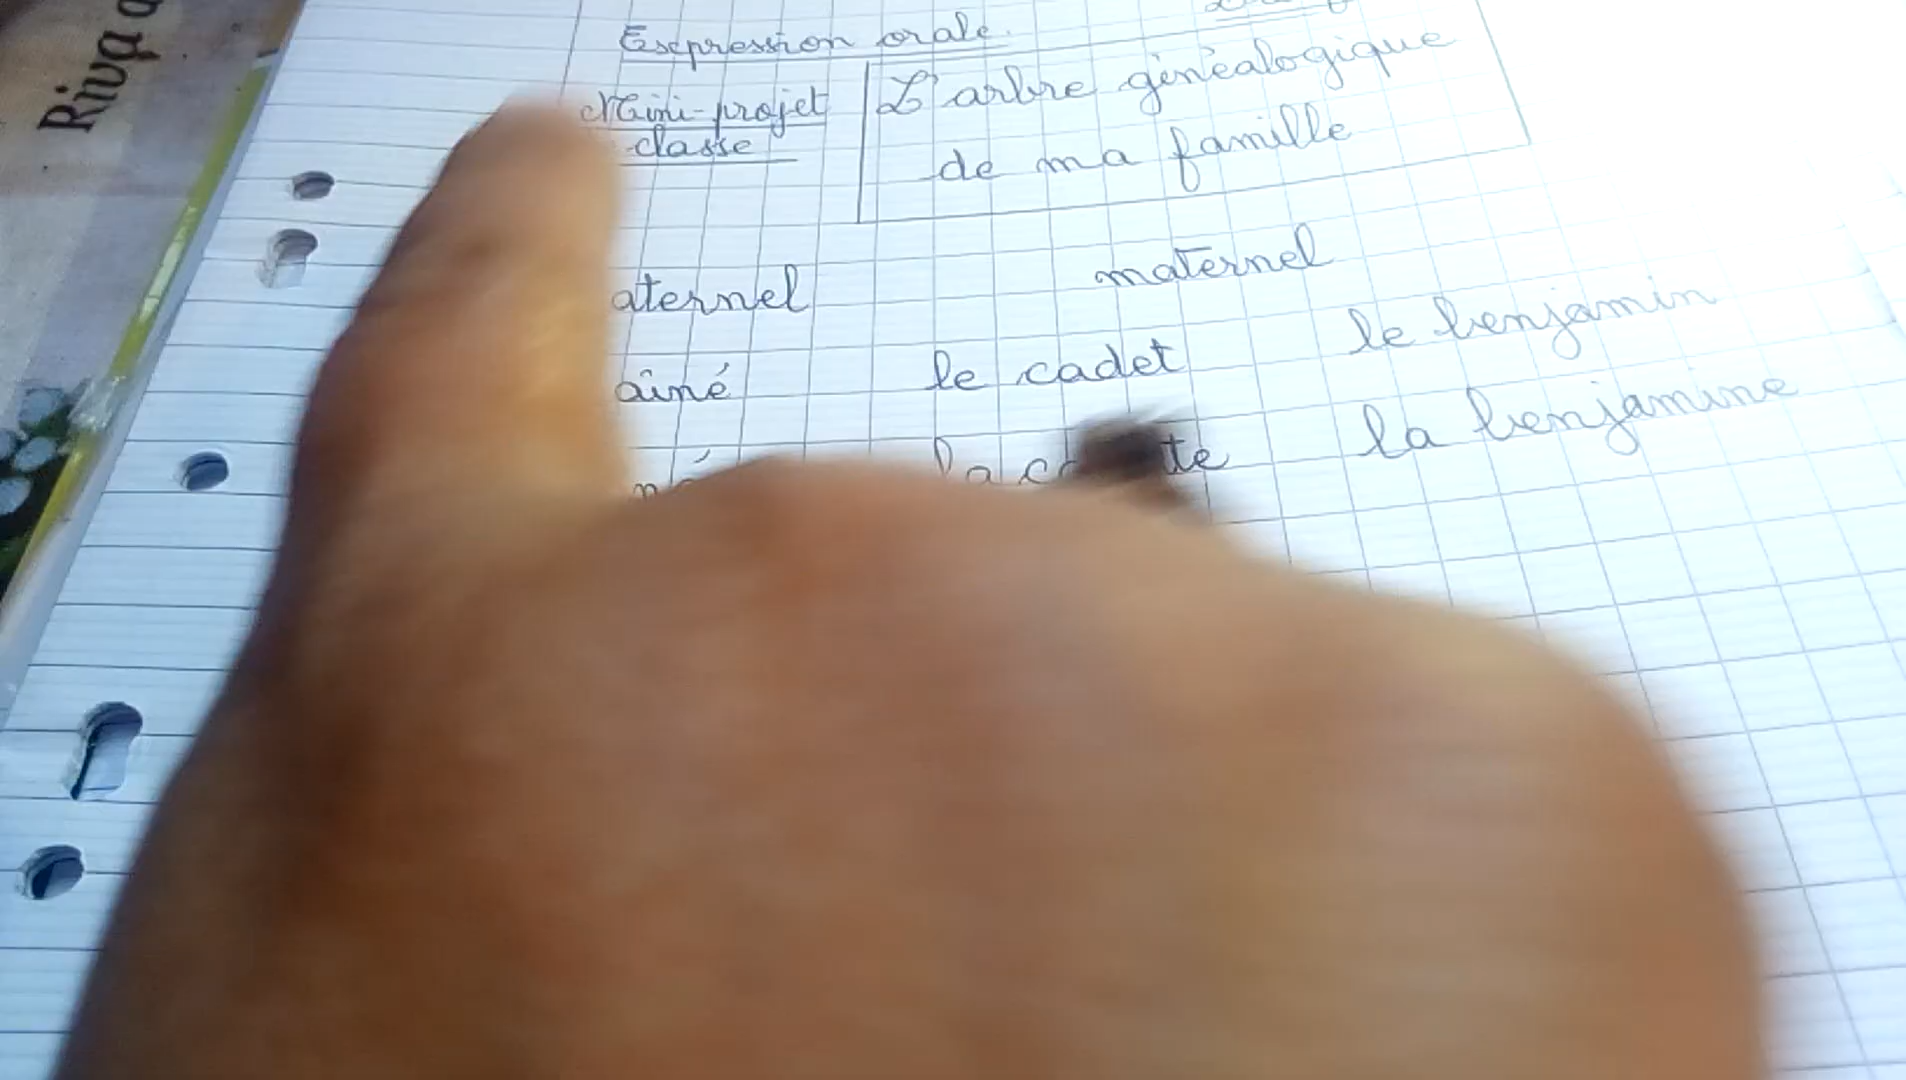 Expression orale.
Mini-projet
classe
L'arbre généalogique
de ma famille
aternel maternel
aîné le cadet le benjamin
la la benjamine
Riva